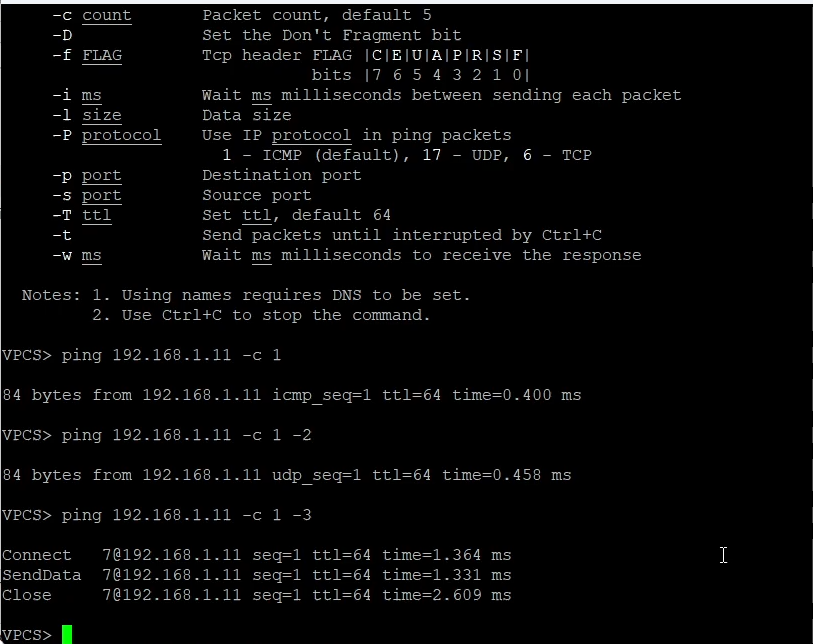 -c count Packet count, default 5
-D Set the Don't Fragment bit
-f FLAG Tcp header FLAG |C|E|U|A|P|R|S|F|
bits |7 6 5 4 3 2 1 0|
-i ms Wait ms milliseconds between sending each packet
-l size Data size
-P protocol Use IP protocol in ping packets
1 - ICMP (default), 17 - UDP, 6 - TCP
-p port Destination port
-s port Source port
-T ttl Set ttl, default 64
-t Send packets until interrupted by Ctrl+C
-w ms Wait ms milliseconds to receive the response
Notes: 1. Using names requires DNS to be set.
2. Use Ctrl+C to stop the command.
VPCS> ping 192.168.1.11 -c 1
84 bytes from 192.168.1.11 icmp_seq=1 ttl=64 time=0.400 ms
VPCS> ping 192.168.1.11 -c 1 -2
84 bytes from 192.168.1.11 udp_seq=1 ttl=64 time=0.458 ms
VPCS> ping 192.168.1.11 -c 1 -3
Connect 7@192.168.1.11 seq=1 ttl=64 time=1.364 ms
SendData 7@192.168.1.11 seq=1 ttl=64 time=1.331 ms
Close 7@192.168.1.11 seq=1 ttl=64 time=2.609 ms
VPCS>